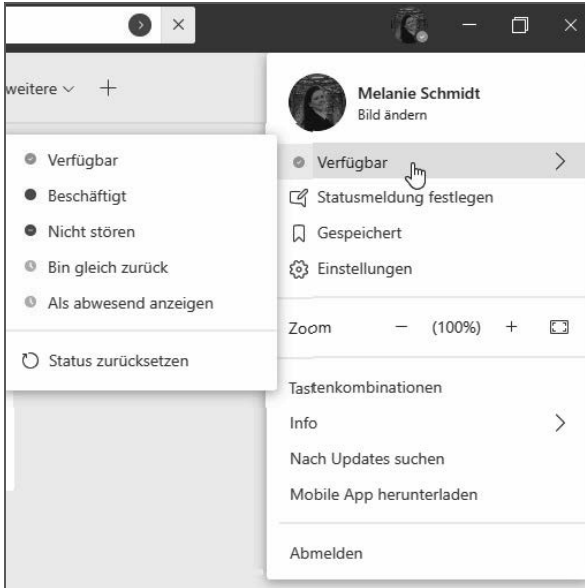 weitere
Melanie Schmidt
Bild ändern
Verfügbar
Beschäftigt
Nicht stören
Bin gleich zurück
Als abwesend anzeigen
Status zurücksetzen
Verfügbar
Statusmeldung festlegen
Gespeichert
Einstellungen
Zoom − (100%) +
Tastenkombinationen
Info
Nach Updates suchen
Mobile App herunterladen
Abmelden